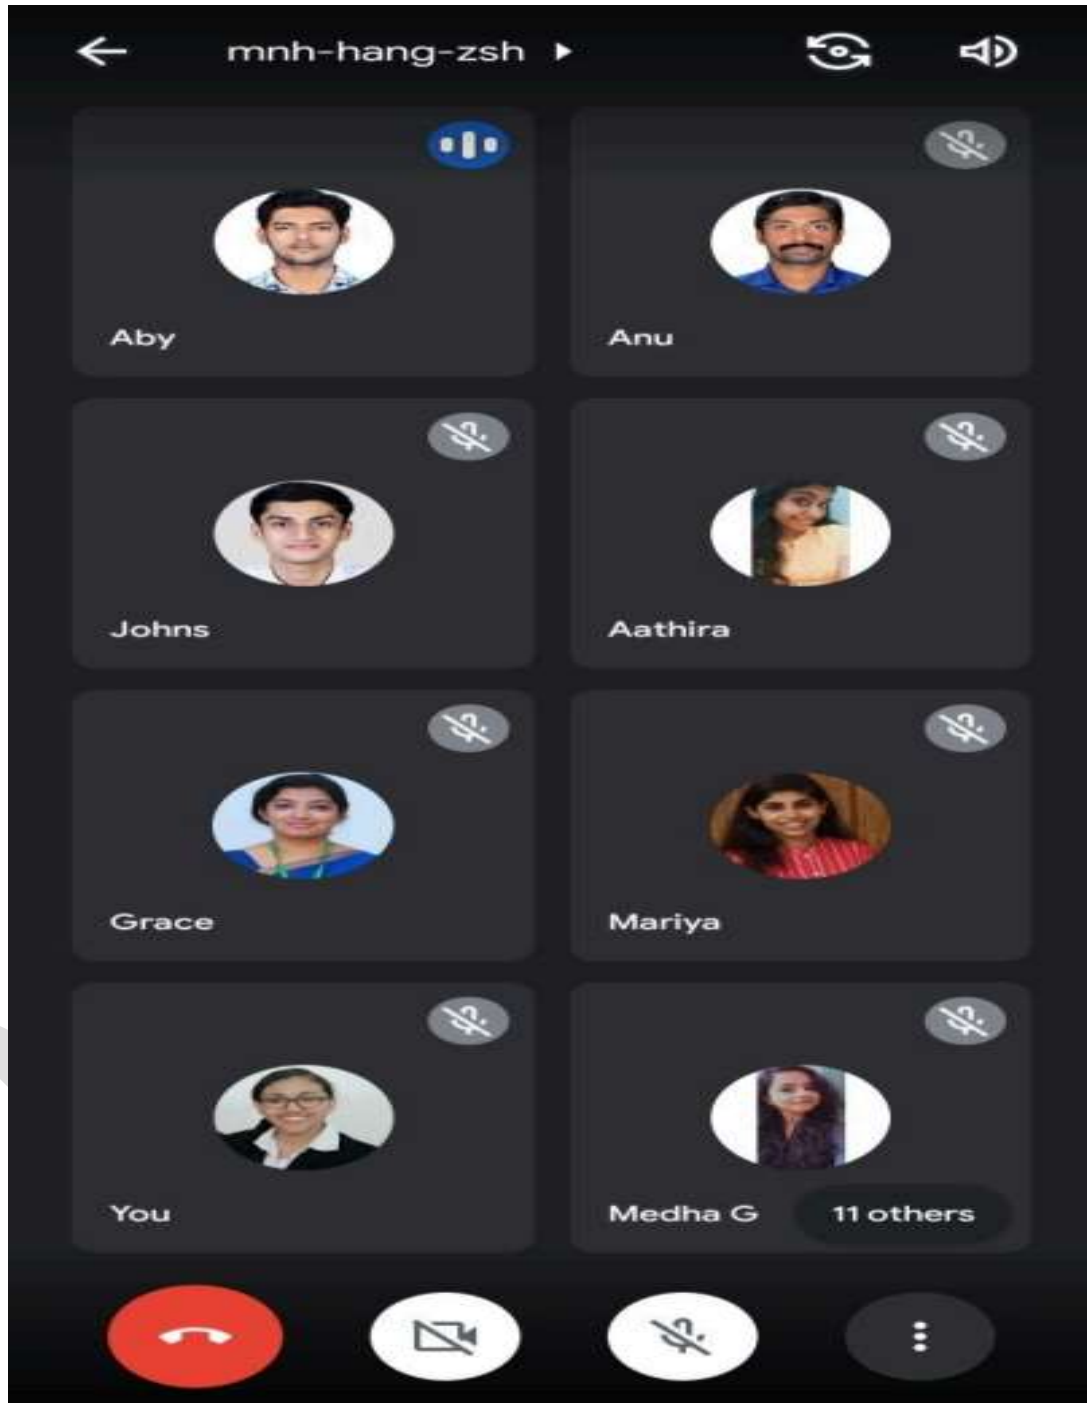 mnh-hang-zsh
Aby
Anu
Johns
Aathira
Grace
Mariya
You
Medha G
11 others